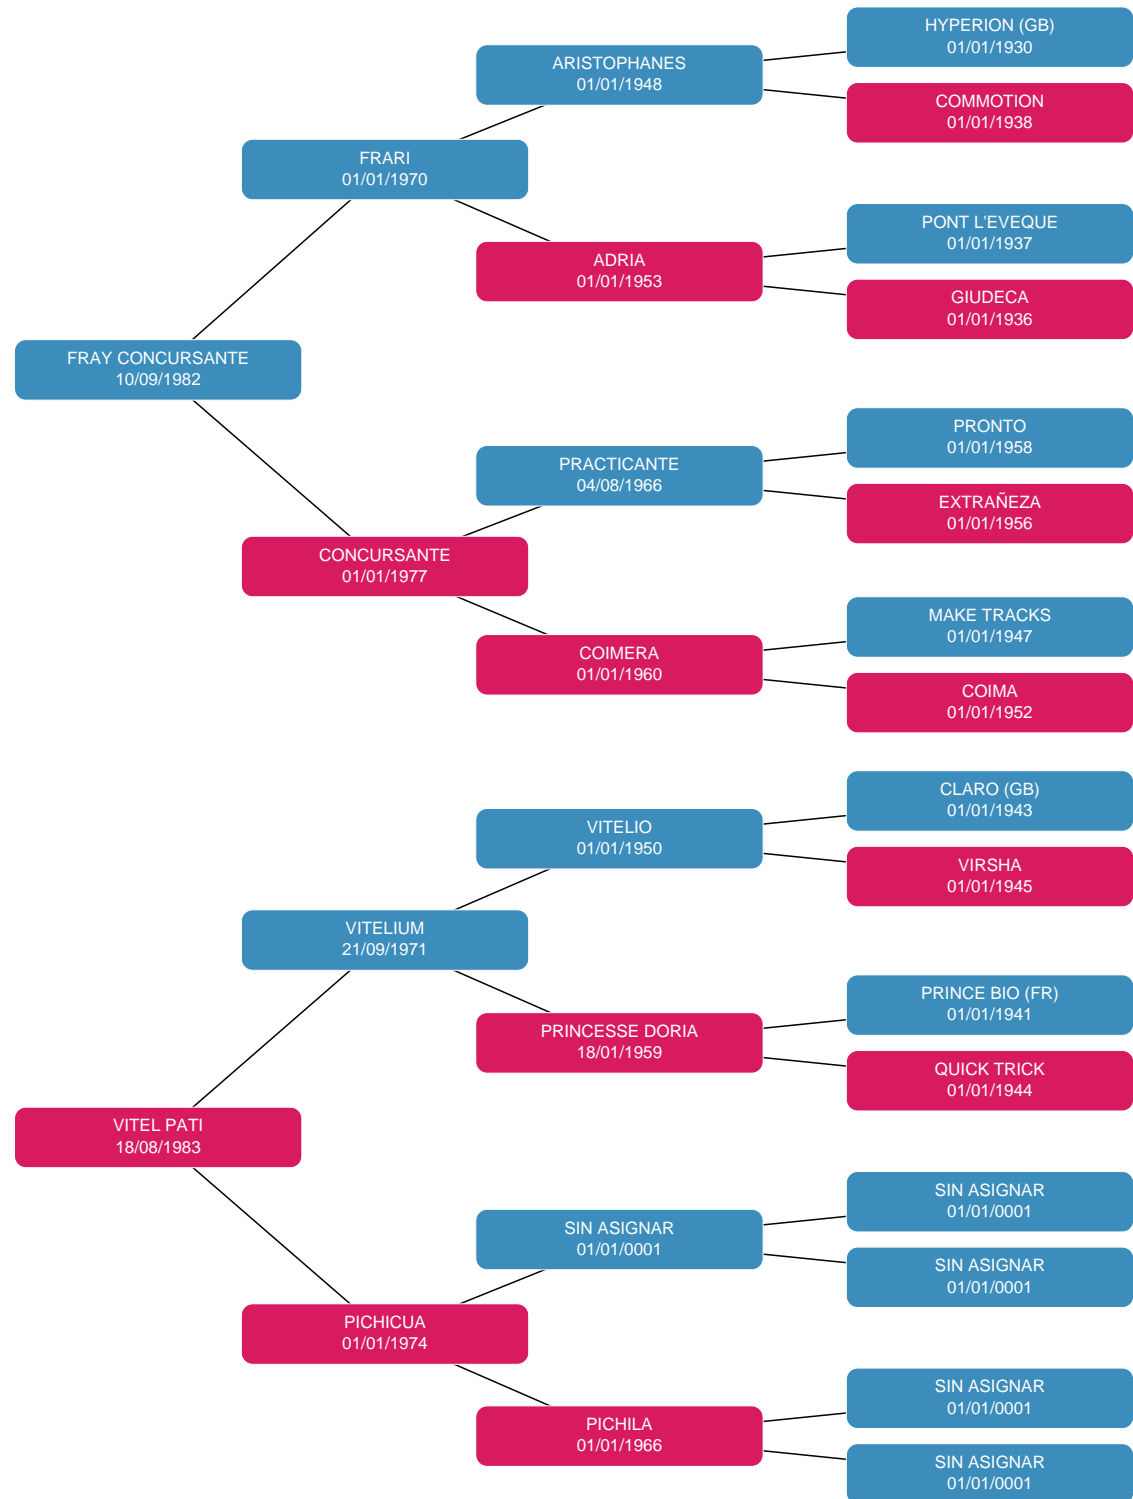 HYPERION (GB)
01/01/1930
ARISTOPHANES
01/01/1948
COMMOTION
01/01/1938
FRARI
01/01/1970
PONT L'EVEQUE
01/01/1937
ADRIA
01/01/1953
GIUDECA
01/01/1936
FRAY CONCURSANTE
10/09/1982
PRONTO
01/01/1958
PRACTICANTE
04/08/1966
EXTRAÑEZA
01/01/1956
CONCURSANTE
01/01/1977
MAKE TRACKS
01/01/1947
COIMERA
01/01/1960
COIMA
01/01/1952
CLARO (GB)
01/01/1943
VITELIO
01/01/1950
VIRSHA
01/01/1945
VITELIUM
21/09/1971
PRINCE BIO (FR)
01/01/1941
PRINCESSE DORIA
18/01/1959
QUICK TRICK
01/01/1944
VITEL PATI
18/08/1983
SIN ASIGNAR
01/01/0001
SIN ASIGNAR
01/01/0001
SIN ASIGNAR
01/01/0001
PICHICUA
01/01/1974
SIN ASIGNAR
01/01/0001
PICHILA
01/01/1966
SIN ASIGNAR
01/01/0001